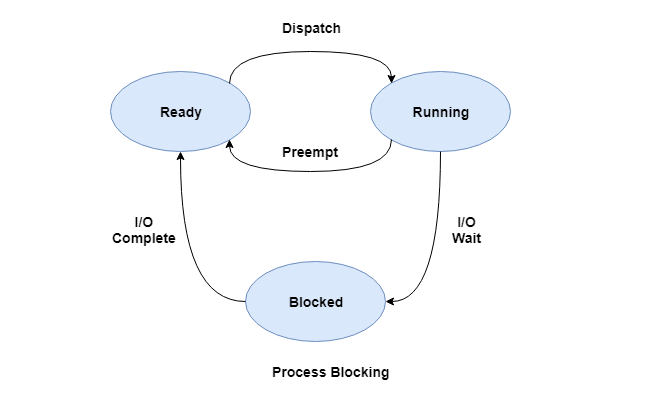 Dispatch
Ready
Running
Preempt
I/O
Complete
I/O
Wait
Blocked
Process Blocking